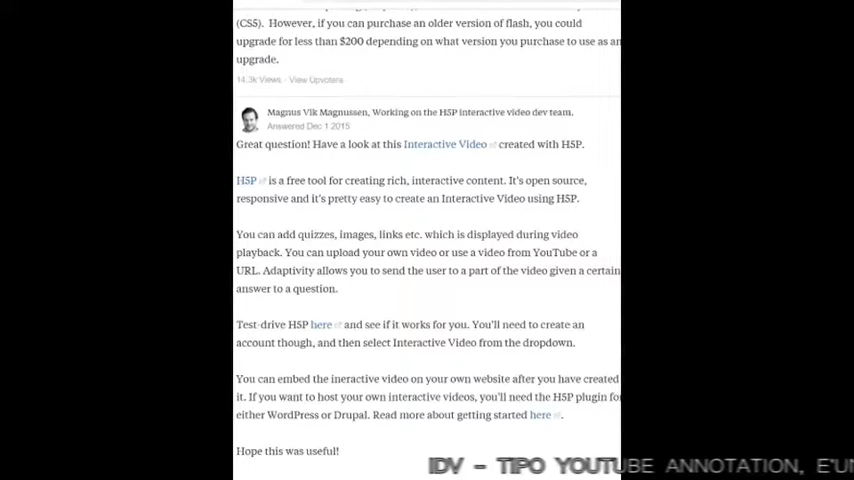 (CS5). However, if you can purchase an older version of flash, you could
upgrade for less than $200 depending on what version you purchase to use as an
upgrade.
14.3k Views · View Upvoters
Magnus Vik Magnussen, Working on the H5P interactive video dev team.
Answered Dec 1 2015
Great question! Have a look at this Interactive Video created with H5P.
H5P is a free tool for creating rich, interactive content. It's open source,
responsive and it's pretty easy to create an Interactive Video using H5P.
You can add quizzes, images, links etc. which is displayed during video
playback. You can upload your own video or use a video from YouTube or a
URL. Adaptivity allows you to send the user to a part of the video given a certain
answer to a question.
Test-drive H5P here and see if it works for you. You'll need to create an
account though, and then select Interactive Video from the dropdown.
You can embed the ineractive video on your own website after you have created
it. If you want to host your own interactive videos, you'll need the H5P plugin for
either WordPress or Drupal. Read more about getting started here.
Hope this was useful!
IDV - TIPO YOUTUBE ANNOTATION, E'UN